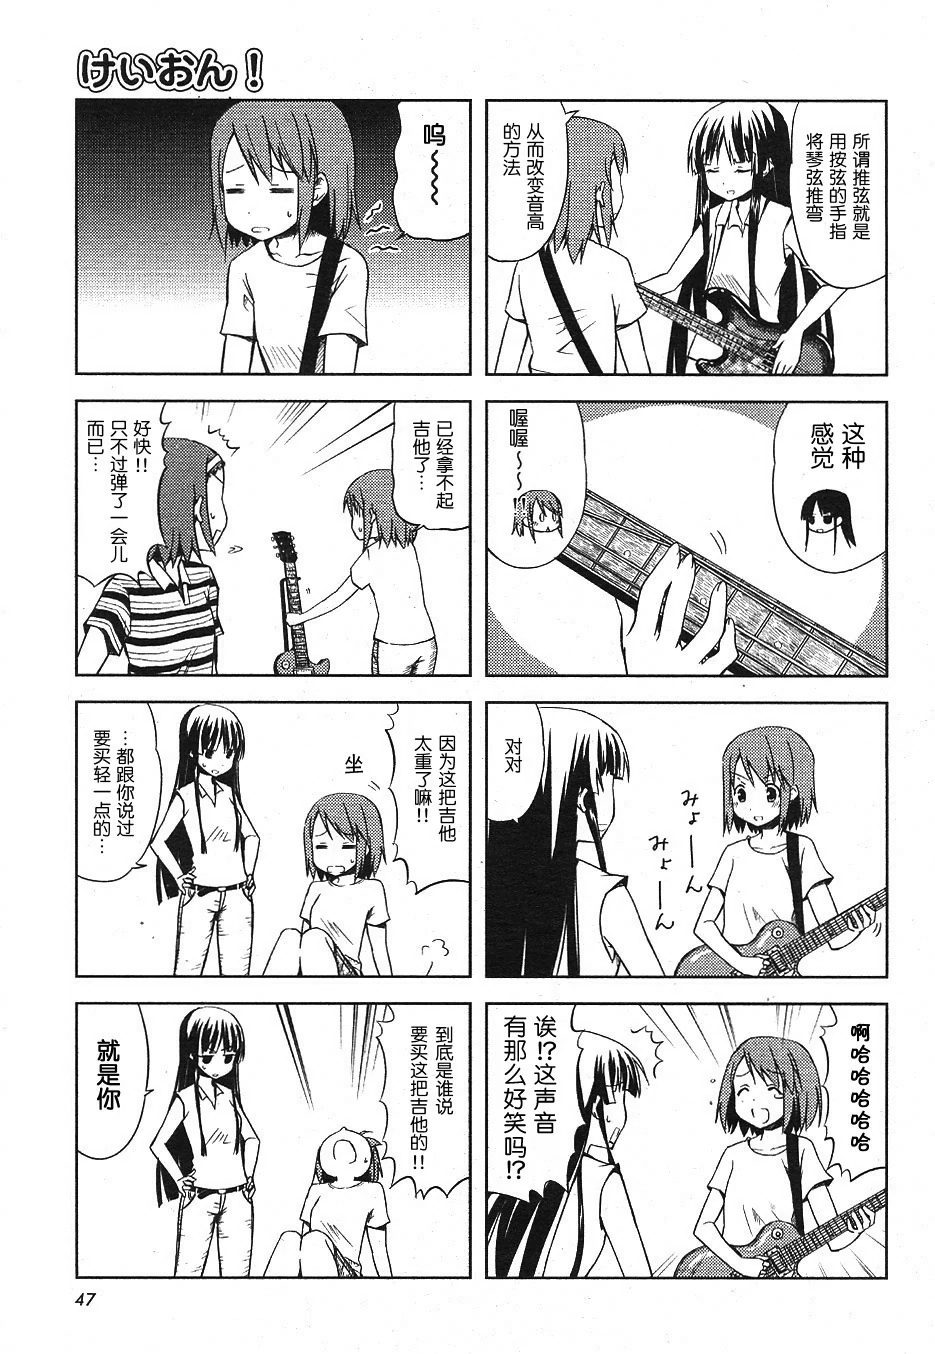 けいおん！
所谓推弦就是
用按弦的手指
将琴弦推弯
从而改变音高
的方法
这种
感觉
喔
喔
～
～
!!
对对
みょーん
みょーん
啊哈哈哈哈哈
诶!?这声音
有那么好笑吗!?
呜
～
～
已经拿不起
吉他了…
好快!!
只不过弹了一会儿
而已…
因为这把吉他
太重了嘛!!
坐
…都跟你说过
要买轻一点的…
到底是谁说
要买这把吉他的!!
就是你
47